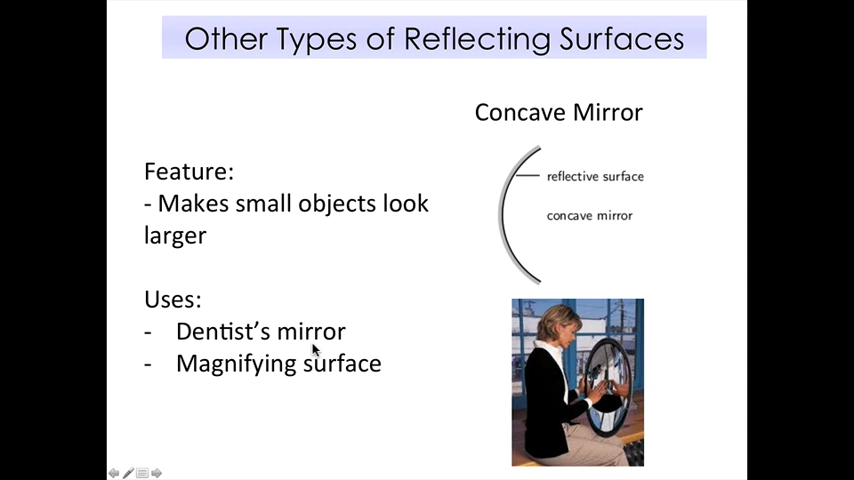 Other Types of Reflecting Surfaces
Concave Mirror
Feature:
- Makes small objects look
larger
reflective surface
concave mirror
Uses:
- Dentist's mirror
- Magnifying surface